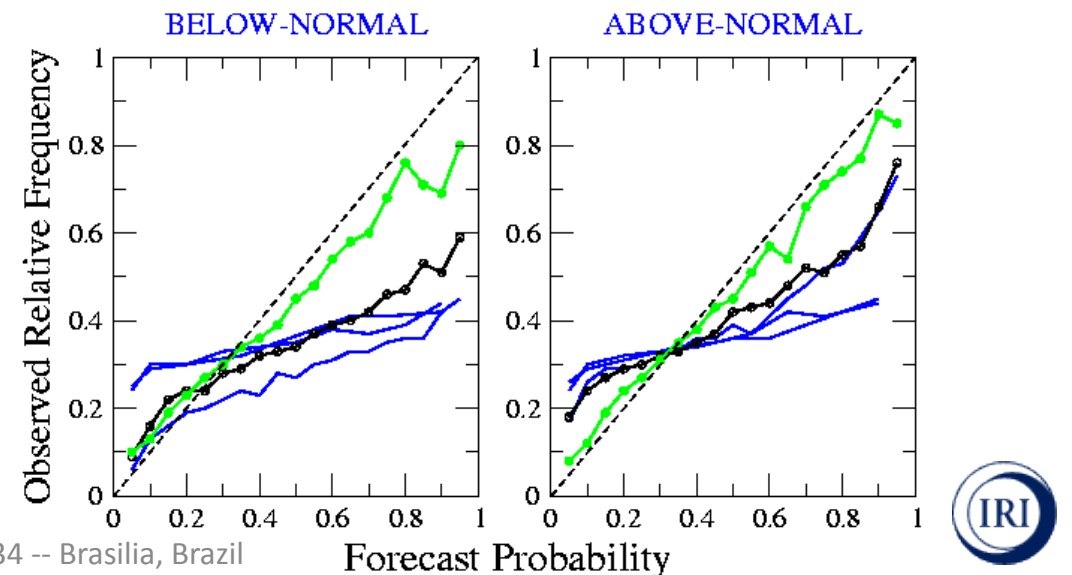 BELOW-NORMAL ABOVE-NORMAL
Observed Relative Frequency
1 1
0.8 0.8
0.6 0.6
0.4 0.4
0.2 0.2
0 0
0 0.2 0.4 0.6 0.8 1 0 0.2 0.4 0.6 0.8 1
34 -- Brasilia, Brazil
Forecast Probability
IRI